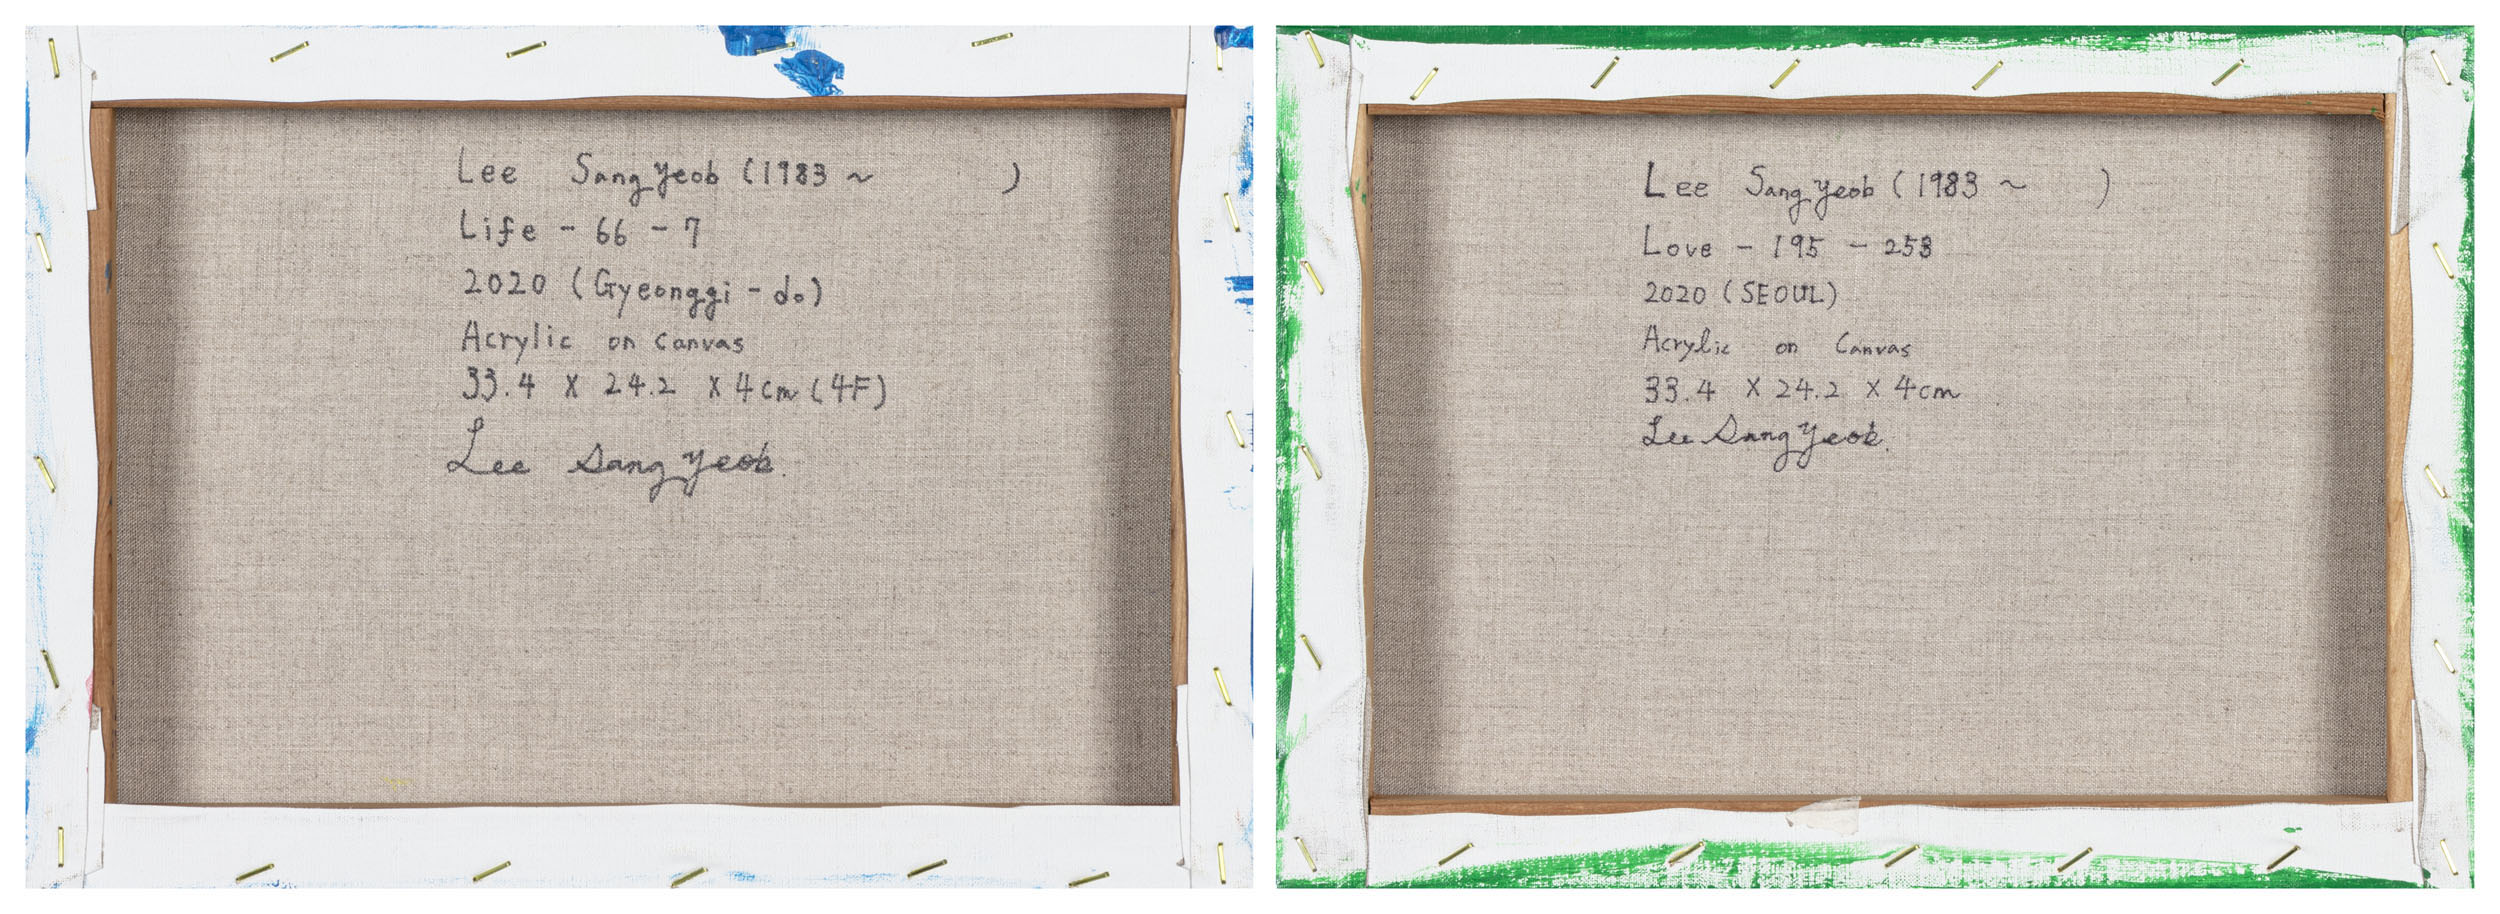 Lee Sang Yeob (1983 ~ )
Life - 66 - 7
2020 (Gyeonggi - do)
Acrylic on Canvas
33.4 X 24.2 X 4cm (4F)
Lee Sang Yeob.
Lee Sang Yeob (1983 ~ )
Love - 195 - 253
2020 (SEOUL)
Acrylic on Canvas
33.4 X 24.2 X 4cm
Lee Sang Yeob.